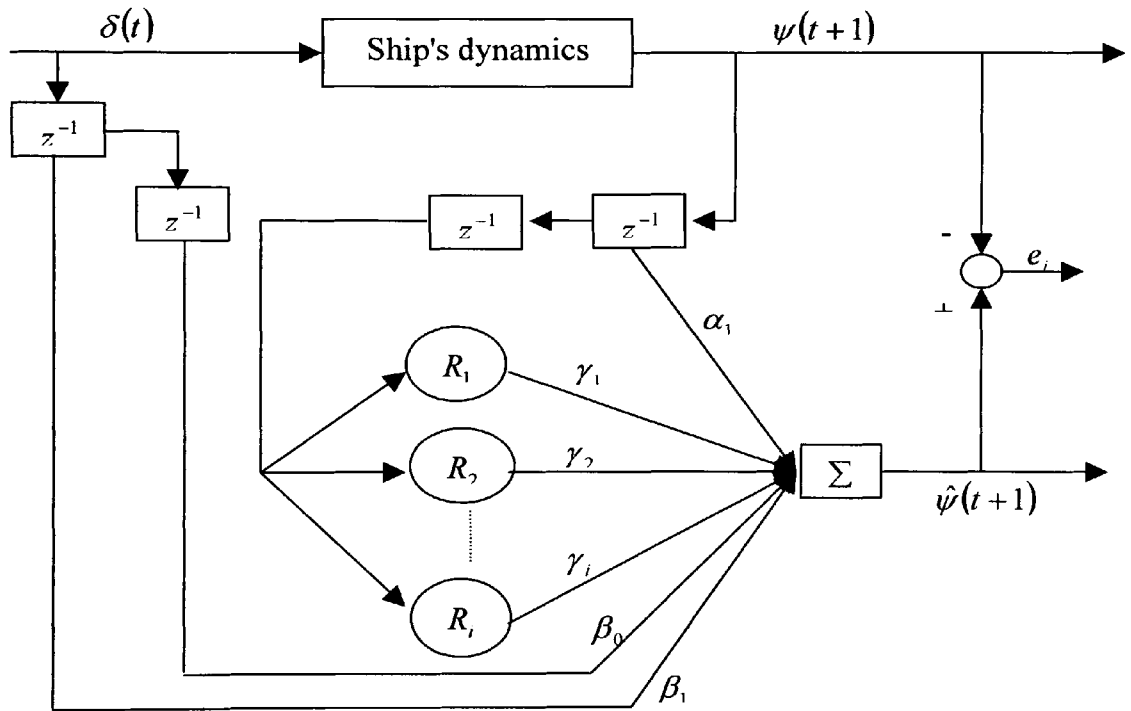 δ(t)
Ship's dynamics
ψ(t+1)
z⁻¹
z⁻¹
z⁻¹
z⁻¹
-
eᵢ
+
α₁
R₁
γ₁
R₂
γ₂
Σ
ψ̂(t+1)
γᵢ
Rᵢ
β₀
β₁